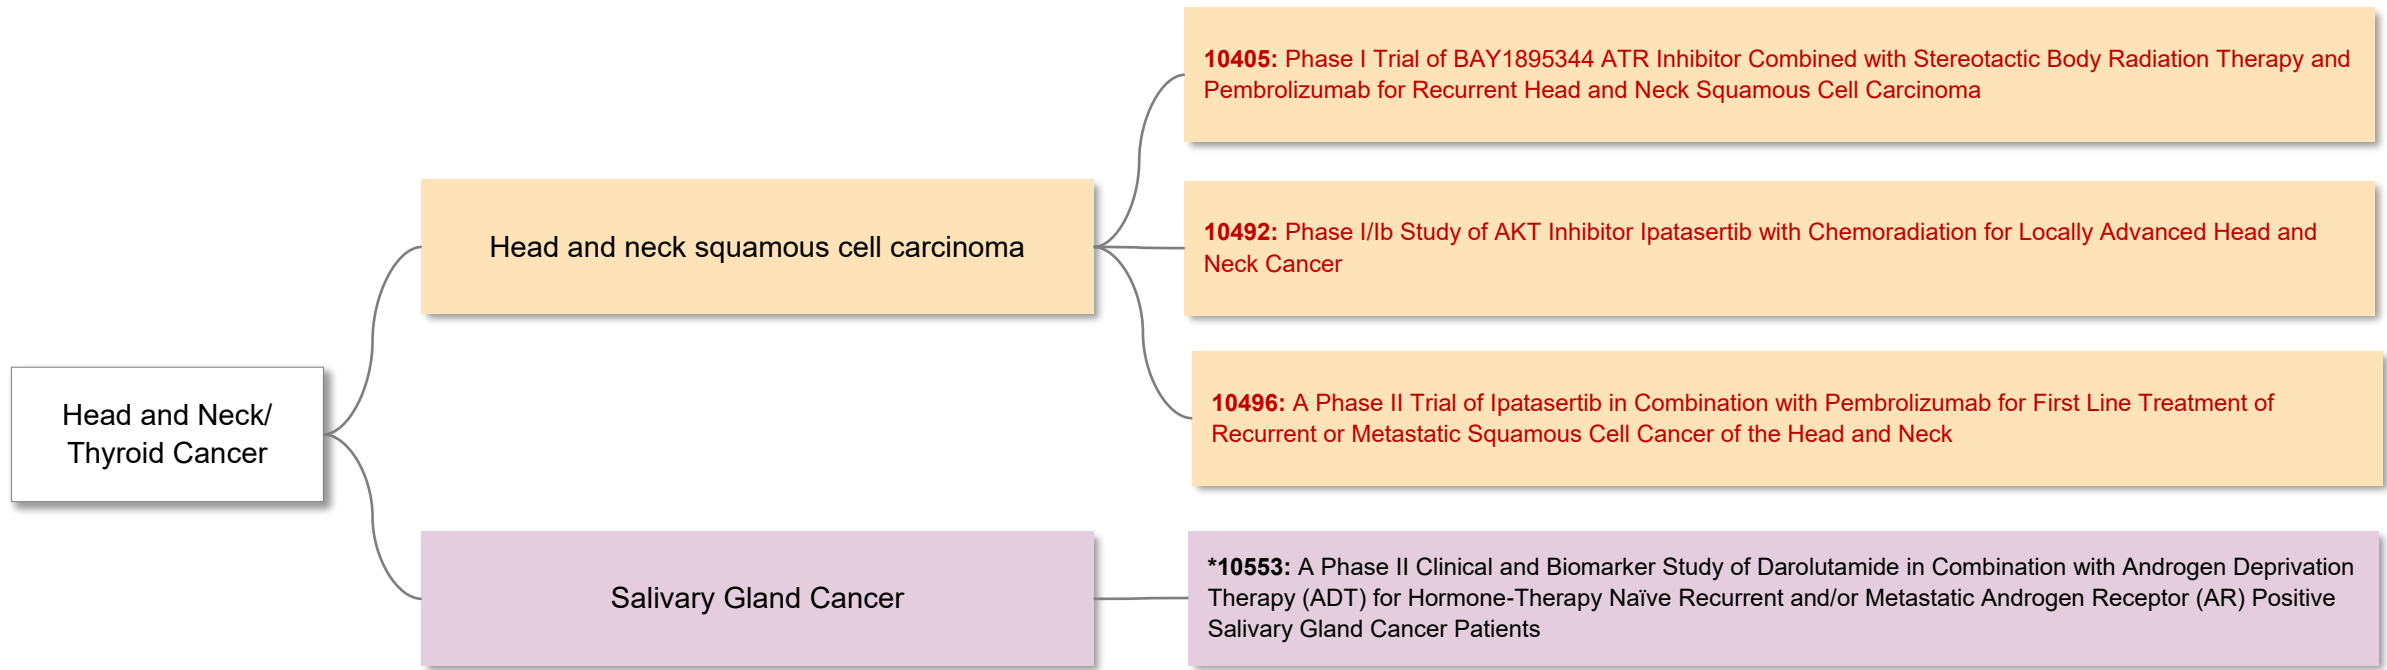 10405: Phase I Trial of BAY1895344 ATR Inhibitor Combined with Stereotactic Body Radiation Therapy and
Pembrolizumab for Recurrent Head and Neck Squamous Cell Carcinoma
Head and neck squamous cell carcinoma
10492: Phase I/Ib Study of AKT Inhibitor Ipatasertib with Chemoradiation for Locally Advanced Head and
Neck Cancer
Head and Neck/
Thyroid Cancer
10496: A Phase II Trial of Ipatasertib in Combination with Pembrolizumab for First Line Treatment of
Recurrent or Metastatic Squamous Cell Cancer of the Head and Neck
Salivary Gland Cancer
*10553: A Phase II Clinical and Biomarker Study of Darolutamide in Combination with Androgen Deprivation
Therapy (ADT) for Hormone-Therapy Naïve Recurrent and/or Metastatic Androgen Receptor (AR) Positive
Salivary Gland Cancer Patients